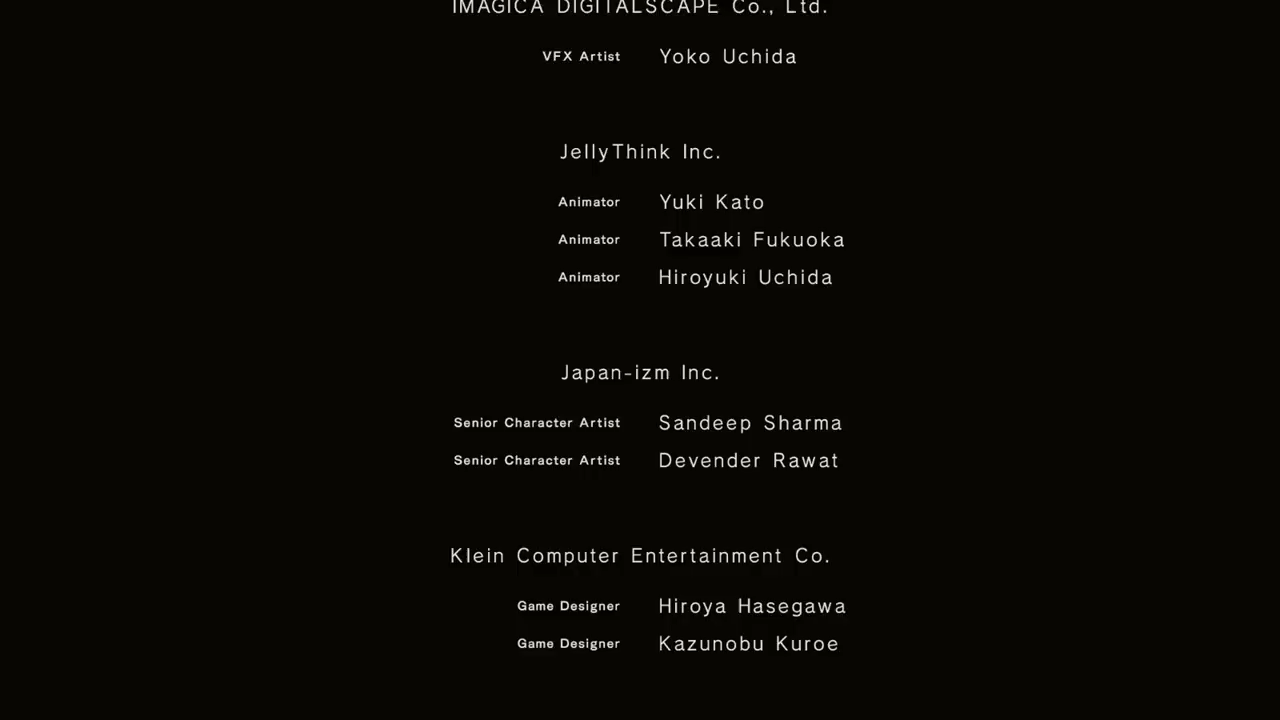 IMAGICA DIGITALSCAPE Co., Ltd.
VFX Artist Yoko Uchida
JellyThink Inc.
Animator Yuki Kato
Animator Takaaki Fukuoka
Animator Hiroyuki Uchida
Japan-izm Inc.
Senior Character Artist Sandeep Sharma
Senior Character Artist Devender Rawat
Klein Computer Entertainment Co.
Game Designer Hiroya Hasegawa
Game Designer Kazunobu Kuroe